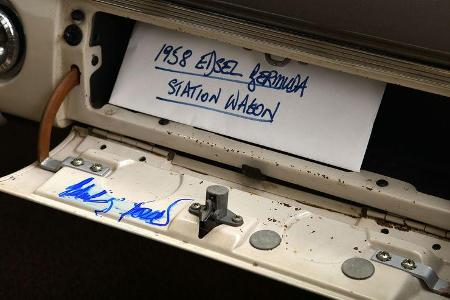 1958 EDSEL BERMUDA
STATION WAGON